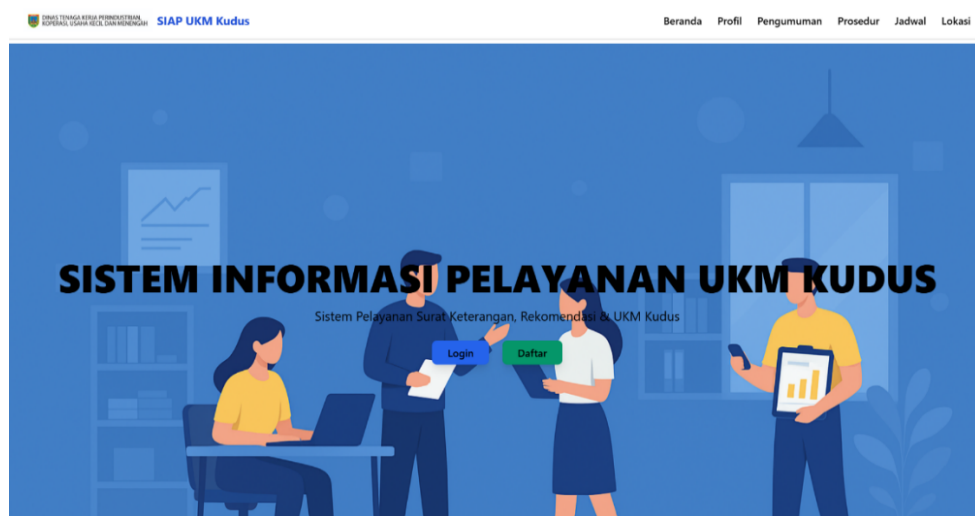 DINAS TENAGA KERJA PERINDUSTRIAN,
KOPERASI, USAHA KECIL, DAN MENENGAH
SIAP UKM Kudus
Beranda Profil Pengumuman Prosedur Jadwal Lokasi
SISTEM INFORMASI PELAYANAN UKM KUDUS
Sistem Pelayanan Surat Keterangan, Rekomendasi & UKM Kudus
Login Daftar